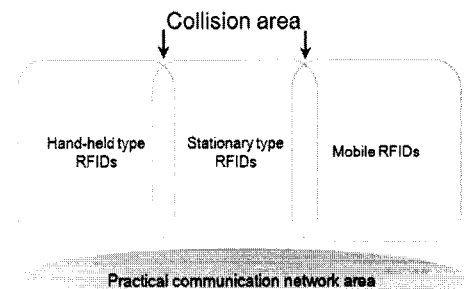 Collision area
Hand-held type
RFIDs
Stationary type
RFIDs
Mobile RFIDs
Practical communication network area